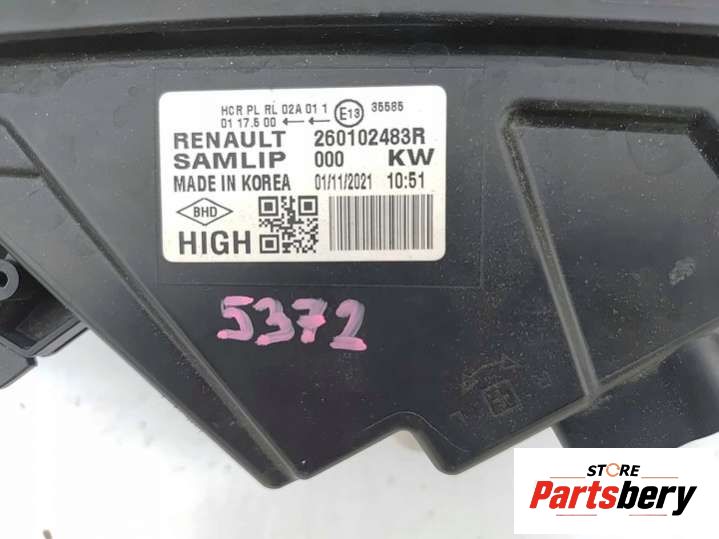 HCR PL RL 02A 01 1 E13 35585
01 17.5 00
RENAULT 260102483R
SAMLIP 000 KW
MADE IN KOREA 01/11/2021 10:51
BHD
HIGH
5372
STORE
Partsbery